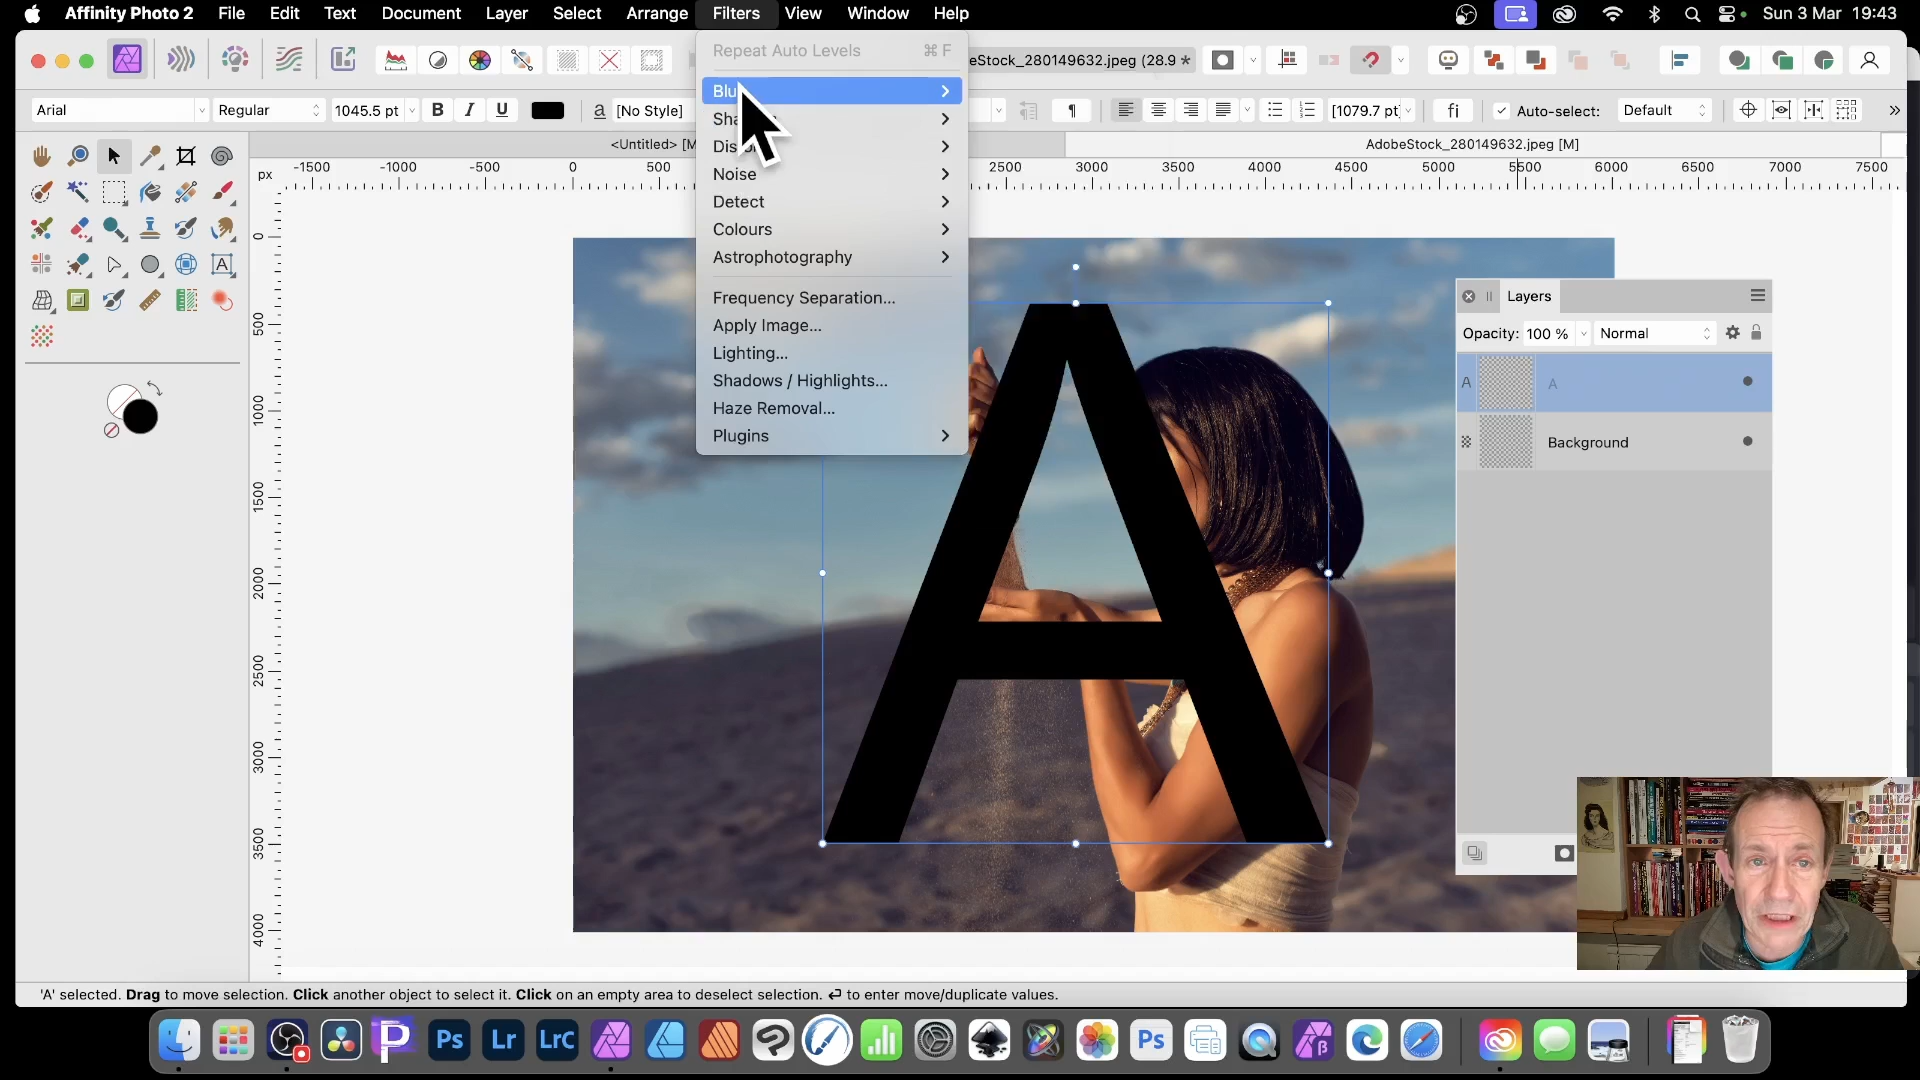 Affinity Photo 2 File Edit Text Document Layer Select Arrange Filters View Window Help Sun 3 Mar 19:43
Repeat Auto Levels ⌘ F
eStock_280149632.jpeg (28.9 *
Arial Regular 1045.5 pt B I U a [No Style] ¶ [1079.7 pt] fi Auto-select: Default »
<Untitled> [M
AdobeStock_280149632.jpeg [M]
px -1500 -1000 -500 0 500 2500 3000 3500 4000 4500 5000 5500 6000 6500 7000 7500
Noise
Detect
Colours
Astrophotography
Frequency Separation...
Apply Image...
Lighting...
Shadows / Highlights...
Haze Removal...
Plugins
0
500
1000
1500
2000
2500
3000
3500
4000
A
A
Layers
Opacity: 100 % Normal
A A
Background
'A' selected. Drag to move selection. Click another object to select it. Click on an empty area to deselect selection. ⏎ to enter move/duplicate values.
P Ps Lr LrC Ps β